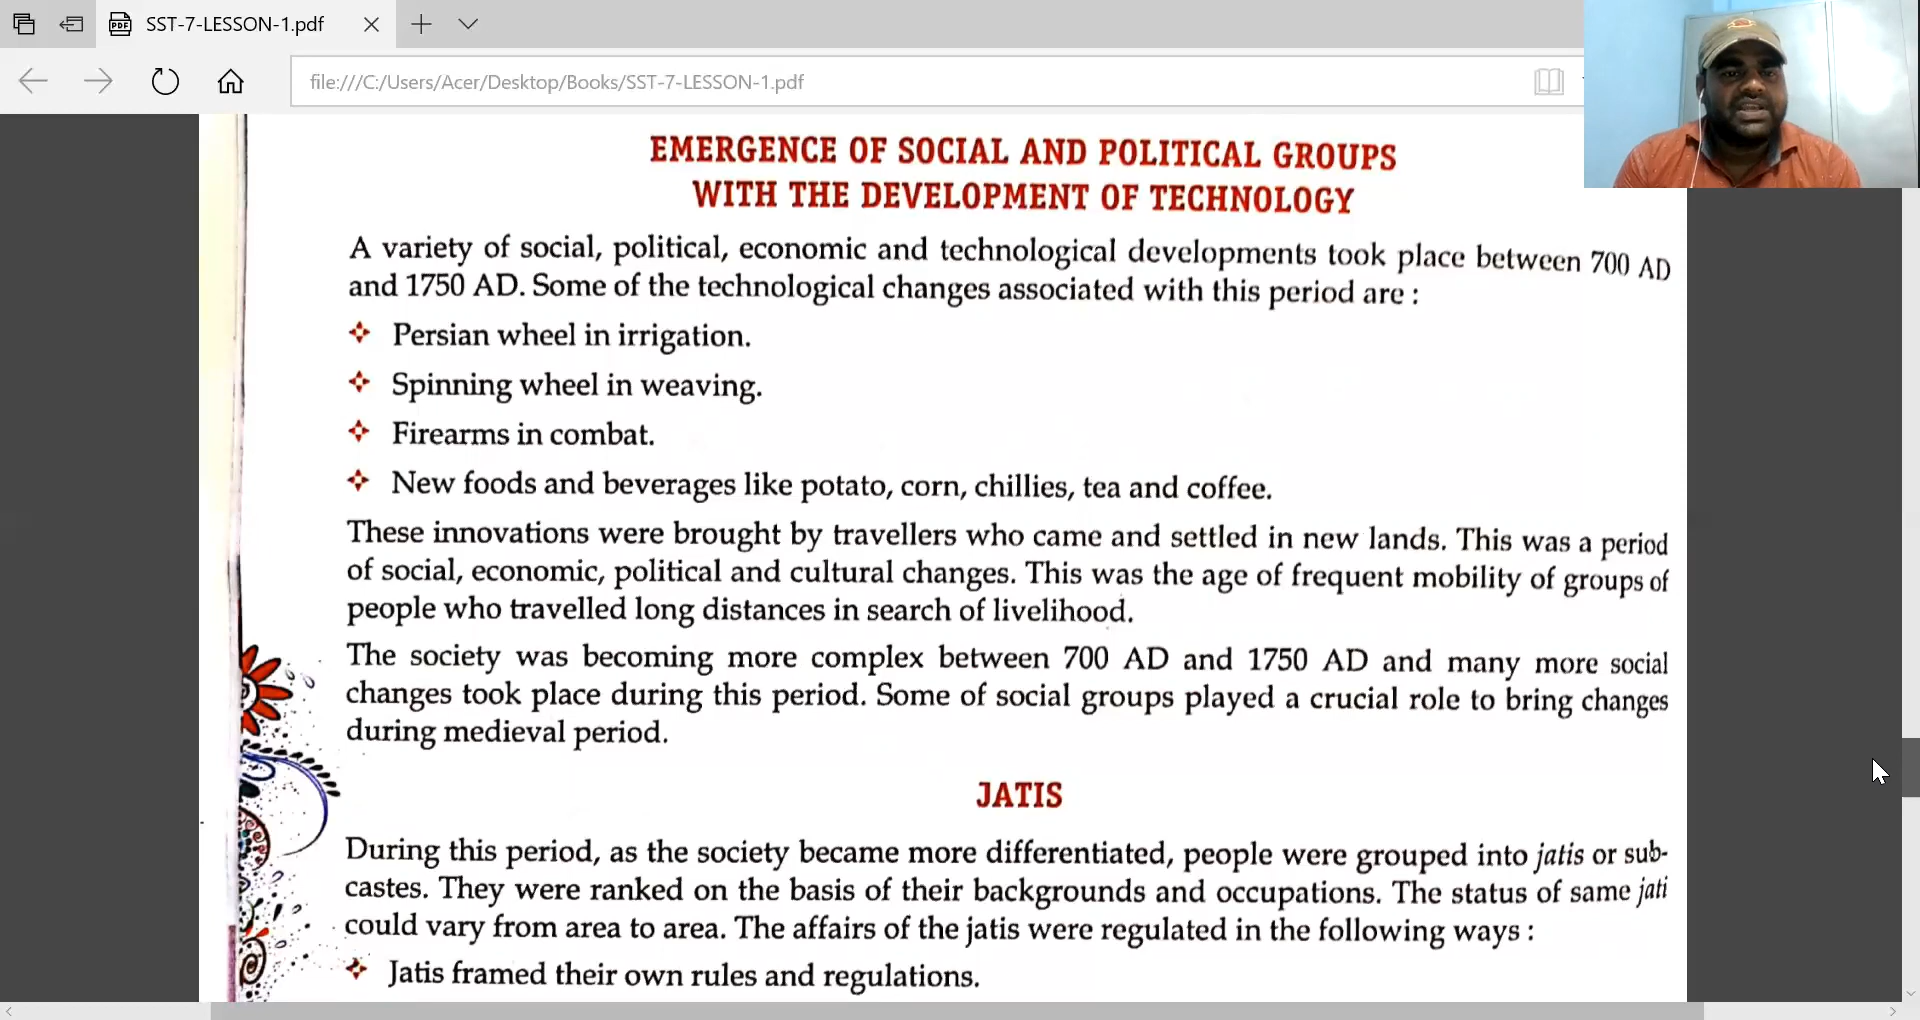 SST-7-LESSON-1.pdf
file:///C:/Users/Acer/Desktop/Books/SST-7-LESSON-1.pdf
EMERGENCE OF SOCIAL AND POLITICAL GROUPS
WITH THE DEVELOPMENT OF TECHNOLOGY
A variety of social, political, economic and technological developments took place between 700 AD
and 1750 AD. Some of the technological changes associated with this period are :
Persian wheel in irrigation.
Spinning wheel in weaving.
Firearms in combat.
New foods and beverages like potato, corn, chillies, tea and coffee.
These innovations were brought by travellers who came and settled in new lands. This was a period
of social, economic, political and cultural changes. This was the age of frequent mobility of groups of
people who travelled long distances in search of livelihood.
The society was becoming more complex between 700 AD and 1750 AD and many more social
changes took place during this period. Some of social groups played a crucial role to bring changes
during medieval period.
JATIS
During this period, as the society became more differentiated, people were grouped into jatis or sub-
castes. They were ranked on the basis of their backgrounds and occupations. The status of same jati
could vary from area to area. The affairs of the jatis were regulated in the following ways :
Jatis framed their own rules and regulations.